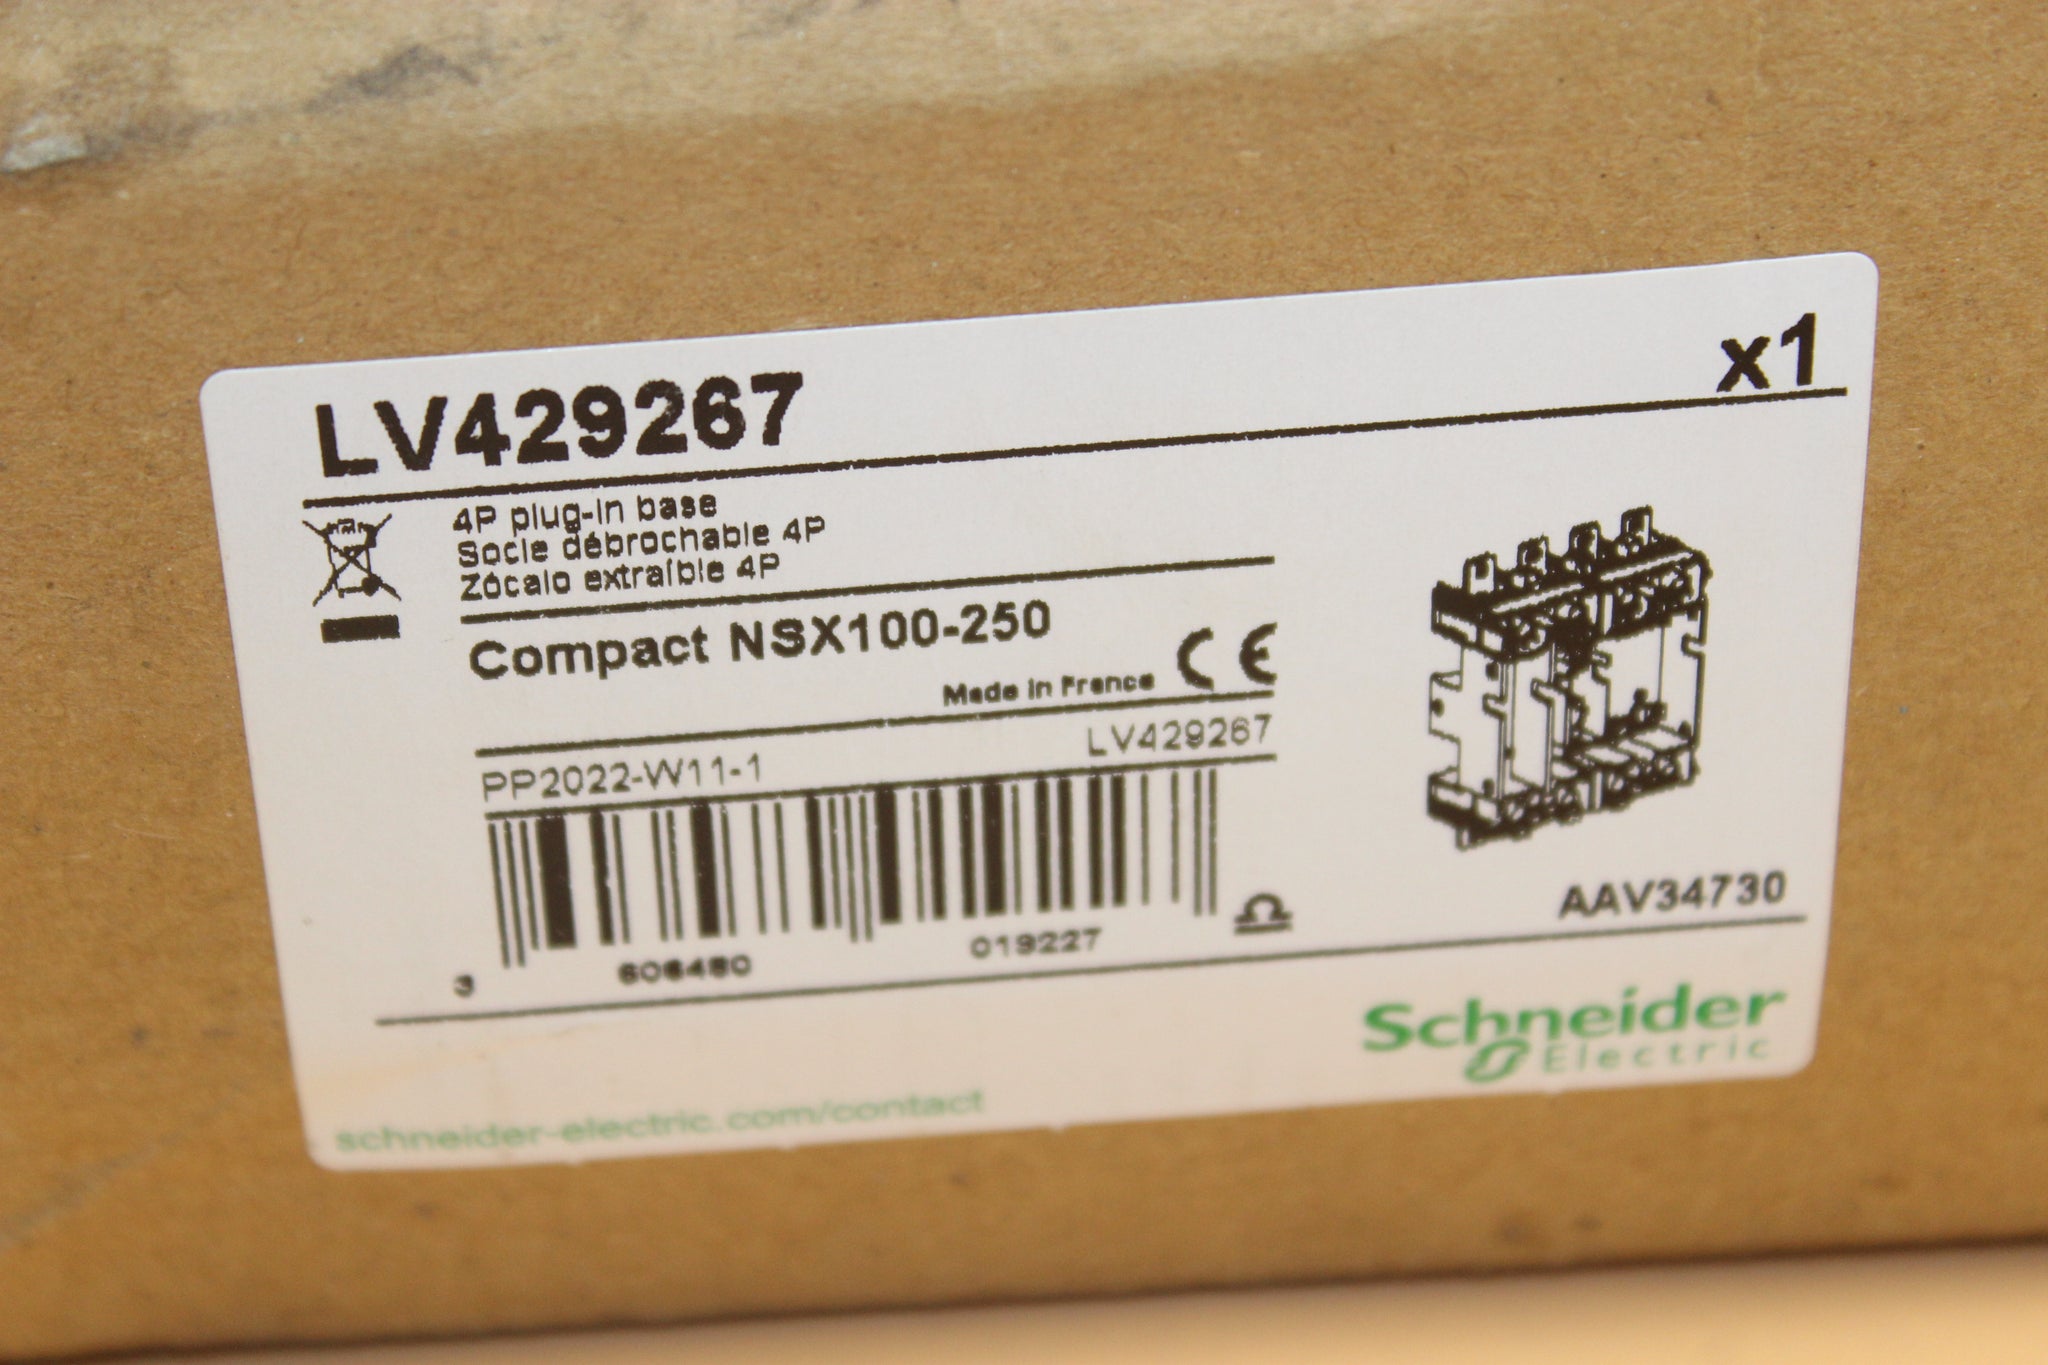 LV429267
x1
4P plug-in base
Socle débrochable 4P
Zócalo extraíble 4P
Compact NSX100-250
Made in France
CE
PP2022-W11-1
LV429267
3 606480 019227
AAV34730
Schneider
Electric
schneider-electric.com/contact